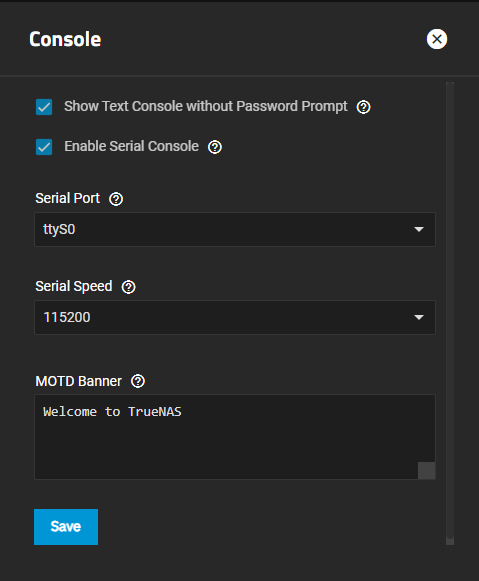 Console
Show Text Console without Password Prompt
Enable Serial Console
Serial Port
ttyS0
Serial Speed
115200
MOTD Banner
Welcome to TrueNAS
Save